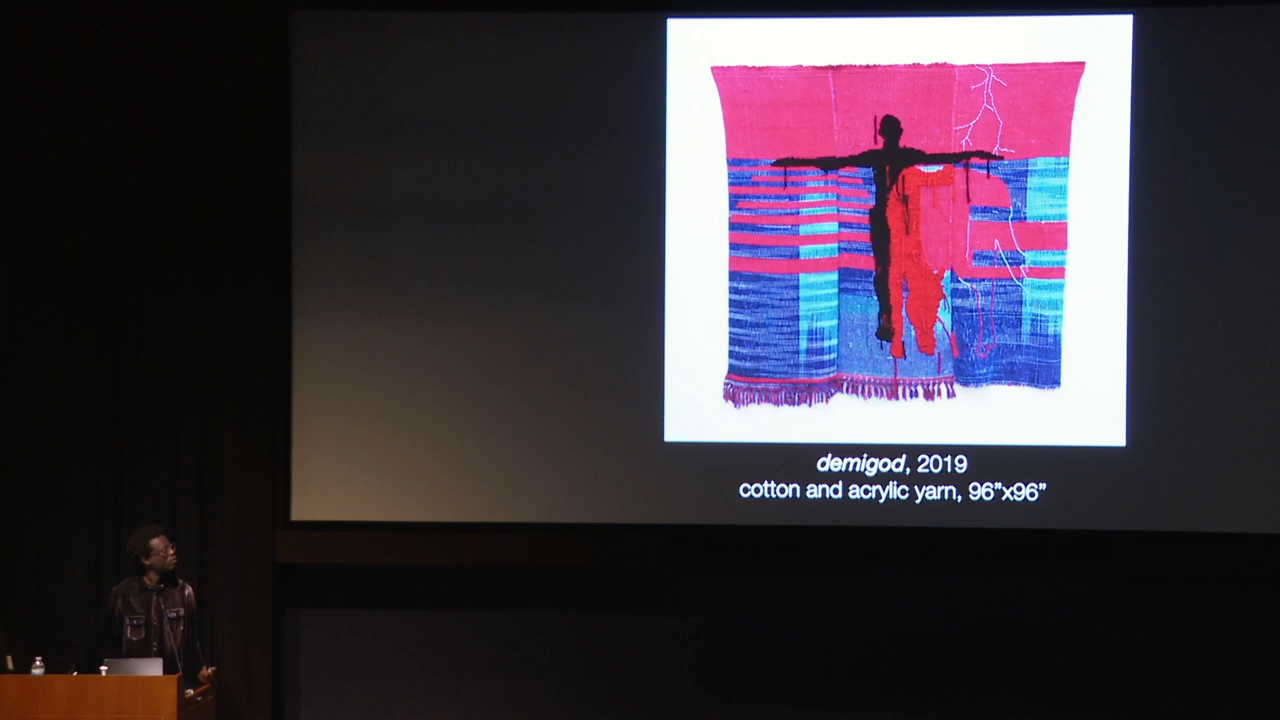 demigod, 2019
cotton and acrylic yarn, 96”x96”